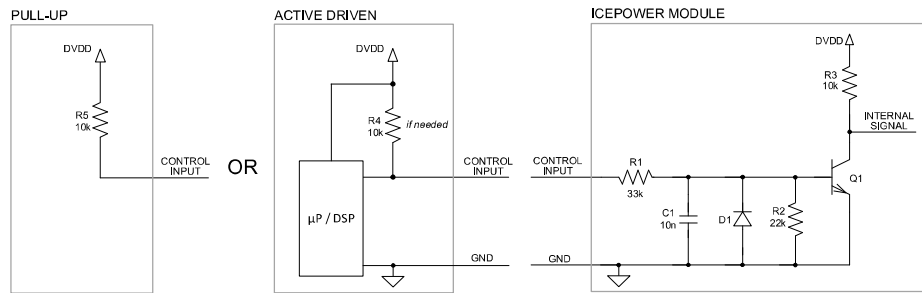 PULL-UP
DVDD
R5
10k
CONTROL
INPUT
OR
ACTIVE DRIVEN
DVDD
R4
10k
if needed
µP / DSP
CONTROL
INPUT
GND
ICEPOWER MODULE
DVDD
R3
10k
INTERNAL
SIGNAL
CONTROL
INPUT
R1
33k
C1
10n
D1
R2
22k
Q1
GND